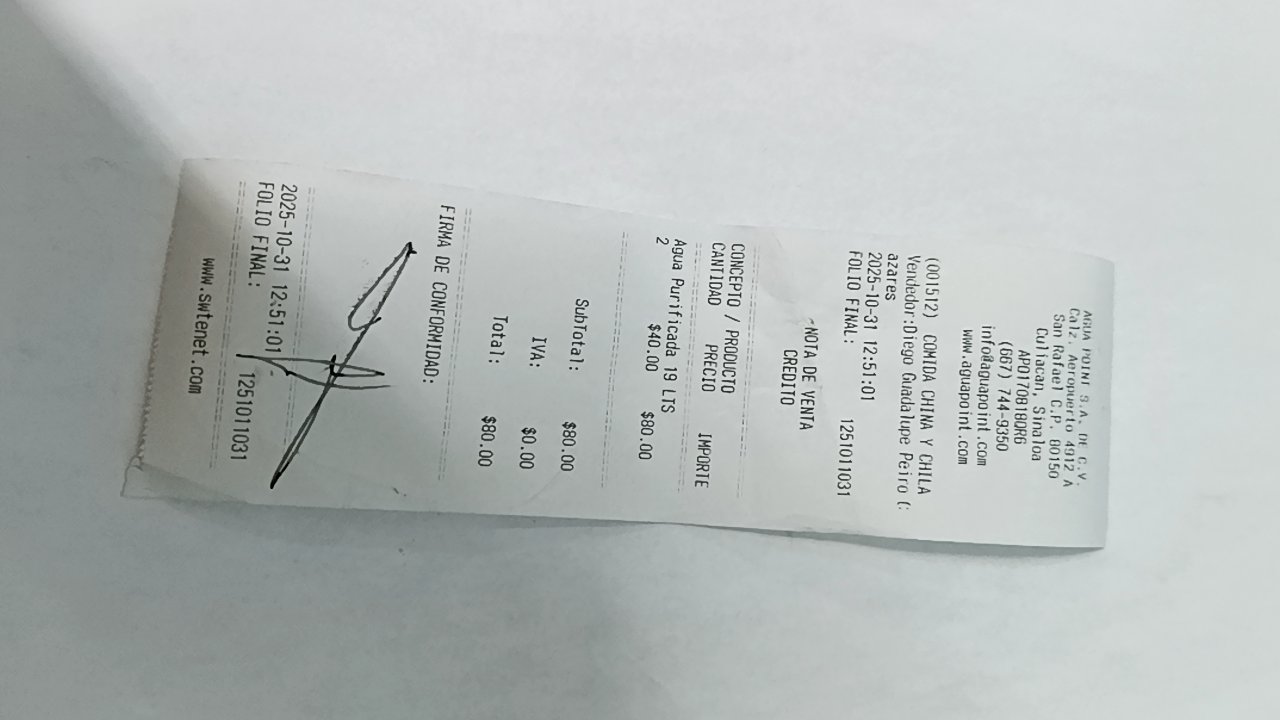 AGUA POINT S.A. DE C.V.
Calz. Aeropuerto 4912 A
San Rafael C.P. 80150
Culiacan, Sinaloa
APO170818QR6
(667) 744-9350
info@aguapoint.com
www.aguapoint.com
(001512) COMIDA CHINA Y CHILA
Vendedor:Diego Guadalupe Peiro (:
azares
2025-10-31 12:51:01
FOLIO FINAL: 1251011031
~NOTA DE VENTA
CREDITO
CONCEPTO / PRODUCTO
CANTIDAD PRECIO IMPORTE
Agua Purificada 19 LTS
2 $40.00 $80.00
SubTotal: $80.00
IVA: $0.00
Total: $80.00
FIRMA DE CONFORMIDAD:
2025-10-31 12:51:01
FOLIO FINAL: 1251011031
www.swtenet.com